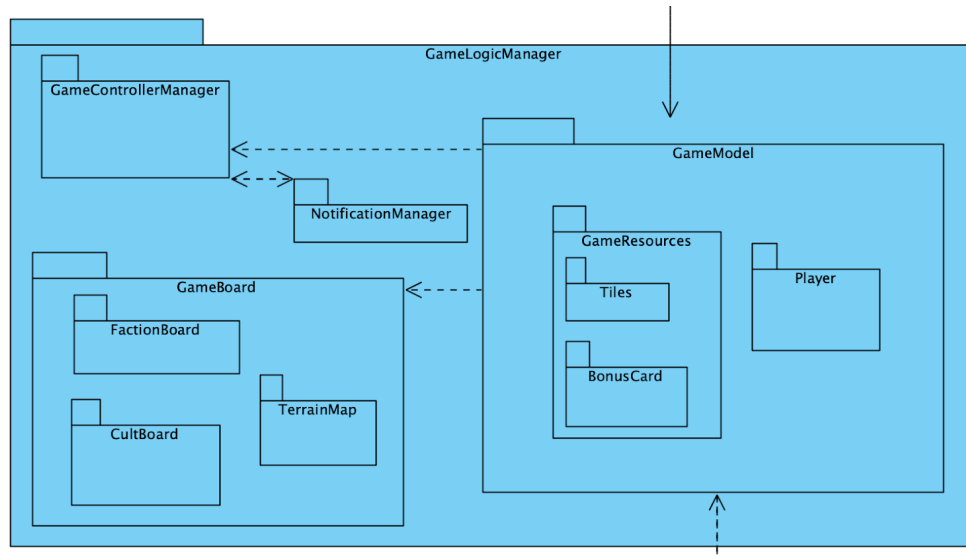 GameLogicManager
GameControllerManager
GameModel
NotificationManager
GameResources
Tiles
Player
GameBoard
FactionBoard
BonusCard
TerrainMap
CultBoard